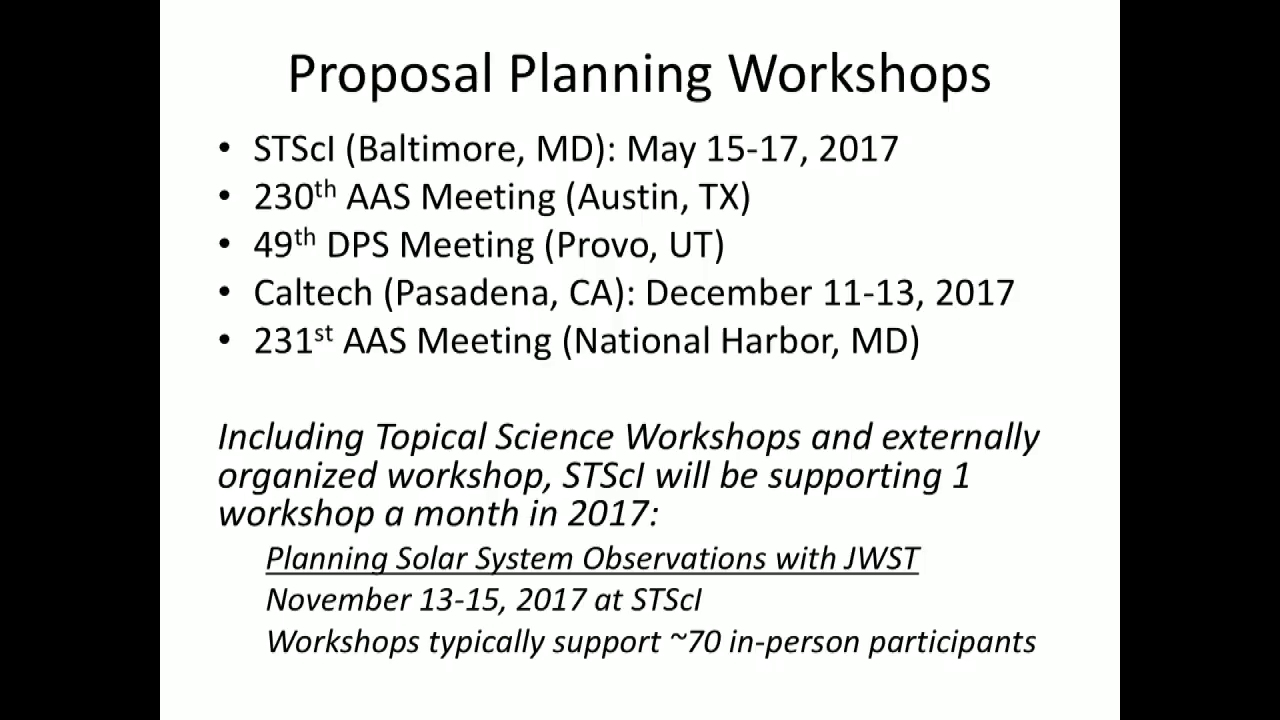 Proposal Planning Workshops
• STScI (Baltimore, MD): May 15-17, 2017
• 230th AAS Meeting (Austin, TX)
• 49th DPS Meeting (Provo, UT)
• Caltech (Pasadena, CA): December 11-13, 2017
• 231st AAS Meeting (National Harbor, MD)
Including Topical Science Workshops and externally
organized workshop, STScI will be supporting 1
workshop a month in 2017:
Planning Solar System Observations with JWST
November 13-15, 2017 at STScI
Workshops typically support ~70 in-person participants